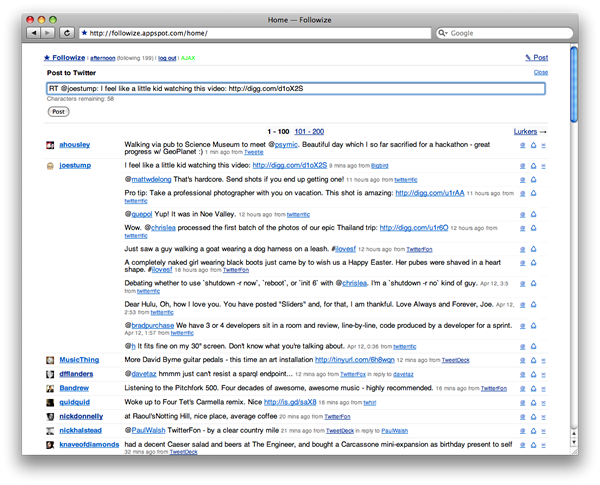 Home — Followize
★ http://followize.appspot.com/home/
Google
★ Followize | afternoon (following 199) | log out | AJAX
✎ Post
Post to Twitter
Close
RT @joestump: I feel like a little kid watching this video: http://digg.com/d1oX2S
Characters remaining: 58
Post
1 - 100 101 - 200
Lurkers →
ahousley
Walking via pub to Science Museum to meet @psymic. Beautiful day which I so far sacrified for a hackathon - great
progress w/ GeoPlanet :) 1 min ago from Tweetie
joestump
I feel like a little kid watching this video: http://digg.com/d1oX2S 9 mins ago from Bigbird
@mattwdelong That's hardcore. Send shots if you end up getting one! 11 hours ago from twitterrific
Pro tip: Take a professional photographer with you on vacation. This shot is amazing: http://digg.com/u1rAA 11 hours ago from
twitterrific
@quepol Yup! It was in Noe Valley. 12 hours ago from twitterrific
Wow. @chrislea processed the first batch of the photos of our epic Thailand trip: http://digg.com/u1r6O 12 hours ago from
twitterrific
Just saw a guy walking a goat wearing a dog harness on a leash. #ilovesf 12 hours ago from TwitterFon
A completely naked girl wearing black boots just came by to wish us a Happy Easter. Her pubes were shaved in a heart
shape. #ilovesf 18 hours ago from TwitterFon
Debating whether to use `shutdown -r now`, `reboot`, or `init 6` with @chrislea. I'm a `shutdown -r no` kind of guy. Apr 12, 3:5
from twitterrific
Dear Hulu, Oh, how I love you. You have posted "Sliders" and, for that, I am thankful. Love Always and Forever, Joe. Apr 12,
2:53 from twitterrific
@bradpurchase We have 3 or 4 developers sit in a room and review, line-by-line, code produced by a developer for a sprint.
Apr 12, 1:57 from twitterrific
@h It fits fine on my 30" screen. Don't know what you're talking about. Apr 12, 0:36 from twitterrific
MusicThing
More David Byrne guitar pedals - this time an art installation http://tinyurl.com/6h8wqn 12 mins ago from TweetDeck
dfflanders
@davetaz hmmm just can't resist a sparql endpoint... 12 mins ago from TwitterFox in reply to davetaz
Bandrew
Listening to the Pitchfork 500. Four decades of awesome, awesome music - highly recommended. 16 mins ago from TwitterFon
quidquid
Woke up to Four Tet's Carmella remix. Nice http://is.gd/saX8 16 mins ago from twhirl
nickdonnelly
at Raoul'sNotting Hill, nice place, average coffee 20 mins ago from TwitterFon
nickhalstead
@PaulWalsh TwitterFon - by a clear country mile 21 mins ago from TweetDeck in reply to PaulWalsh
knaveofdiamonds
had a decent Caeser salad and beers at The Engineer, and bought a Carcassone mini-expansion as birthday present to self
32 mins ago from TweetDeck